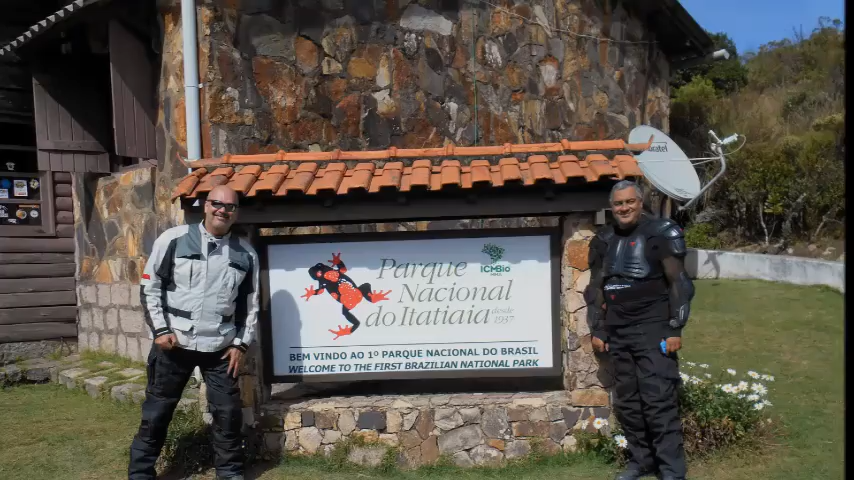 Parque
Nacional
do Itatiaia
desde
1937
ICMBio
BEM VINDO AO 1º PARQUE NACIONAL DO BRASIL
WELCOME TO THE FIRST BRAZILIAN NATIONAL PARK